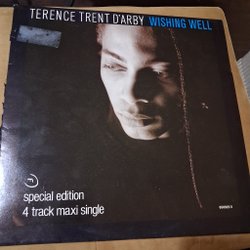 TERENCE TRENT D'ARBY WISHING WELL
special edition
4 track maxi single